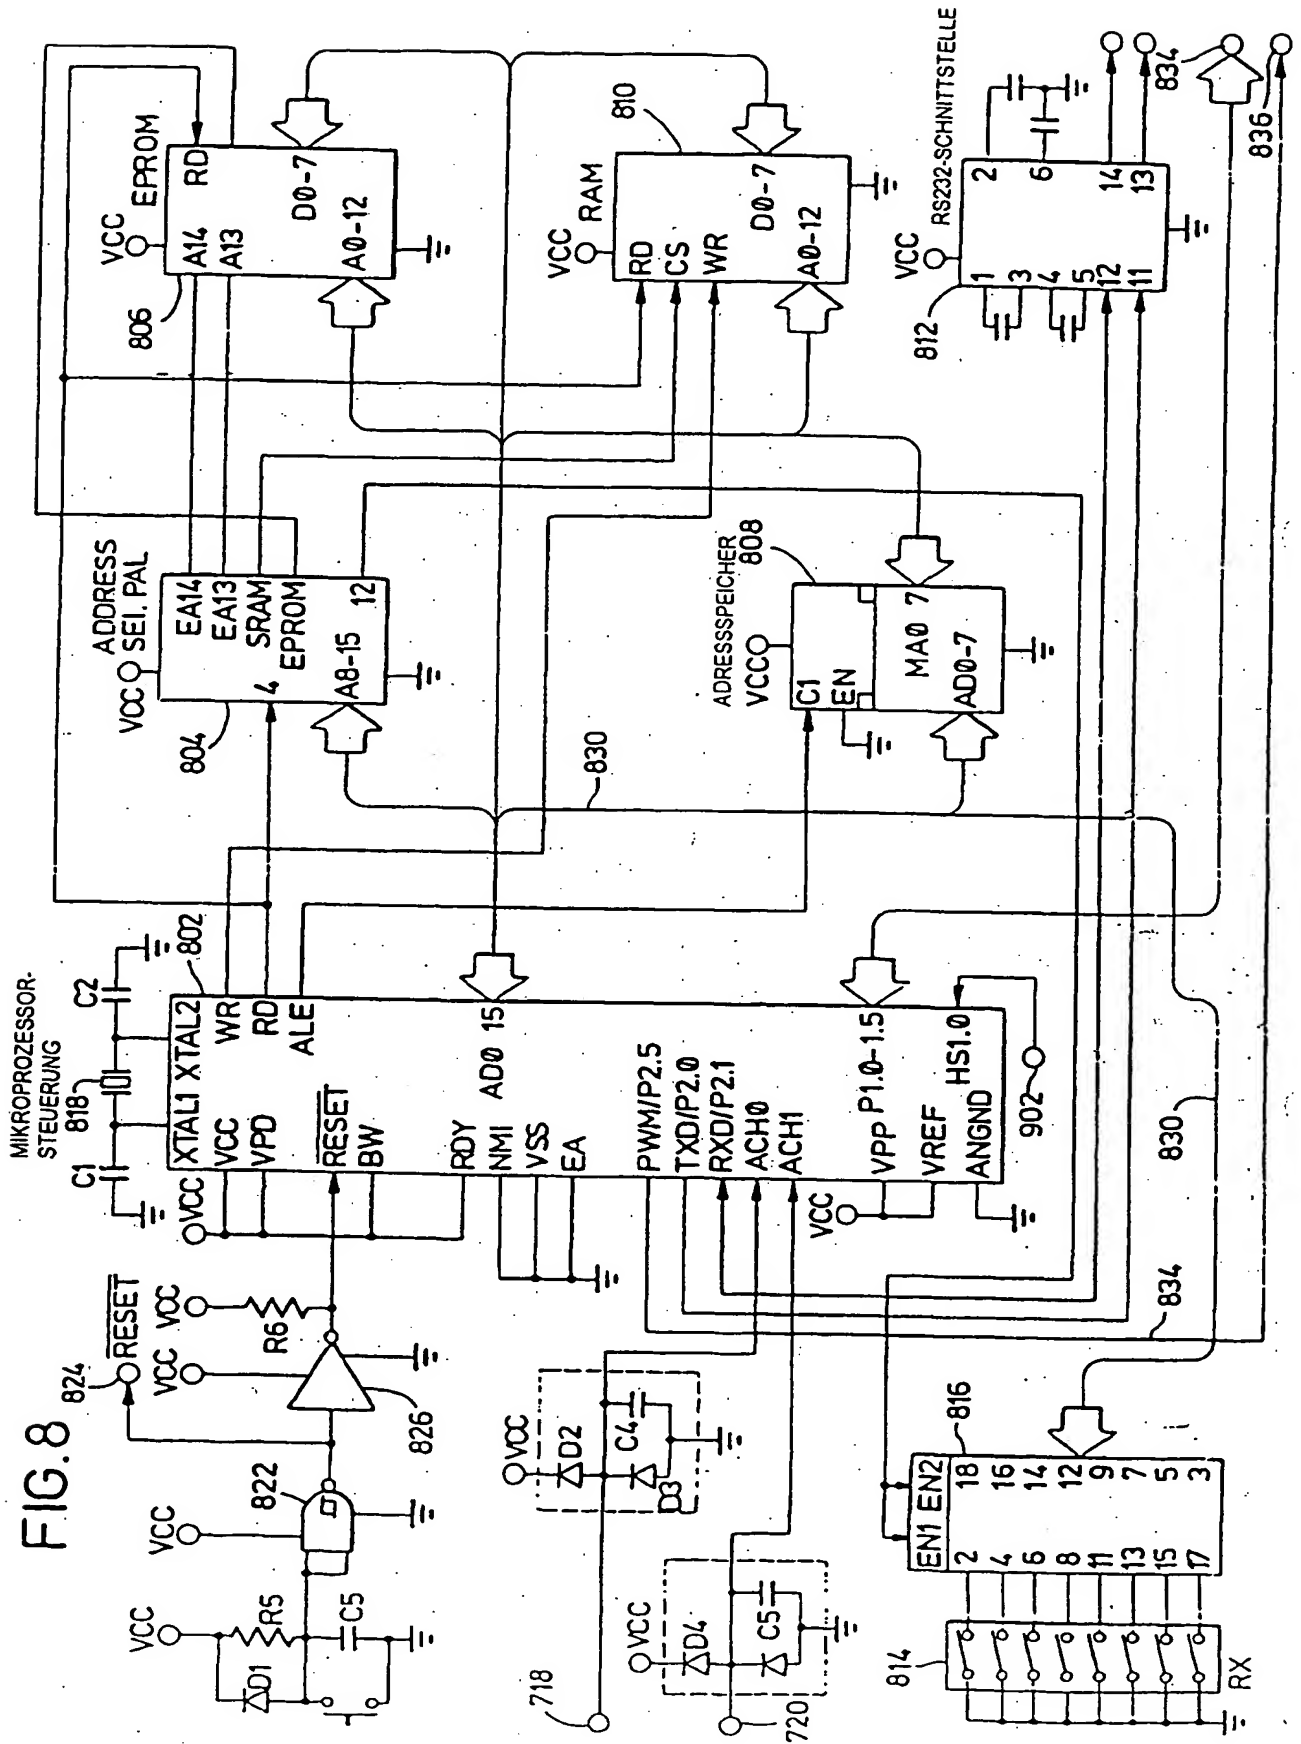 FIG.8
MIKROPROZESSOR-
STEUERUNG
818
C1
C2
802
XTAL1 XTAL2
VCC
VPD
RESET
BW
RDY
NMI
VSS
EA
PWM/P2.5
TXD/P2.0
RXD/P2.1
ACH0
ACH1
VPP P1.0-1.5
VREF
HS1.0
ANGND
WR
RD
ALE
AD0 15
VCC
VCC
902
VCC
D1
R5
C5
VCC
822
824
RESET
VCC
826
VCC
R6
718
VCC
D2
C4
D3
720
VCC
D4
C5
814
RX
816
EN1 EN2
2 18
4 16
6 14
8 12
11 9
13 7
15 5
17 3
834
830
830
ADDRESS
SEI. PAL
VCC
804
4
A8-15
EA14
EA13
SRAM
EPROM
12
EPROM
VCC
806
A14
A13
RD
D0-7
A0-12
RAM
VCC
810
RD
CS
WR
D0-7
A0-12
ADRESSSPEICHER
808
VCC
C1
EN
MA0 7
AD0-7
RS232-SCHNITTSTELLE
VCC
812
1
3
4
5
12
11
2
6
14
13
834
836